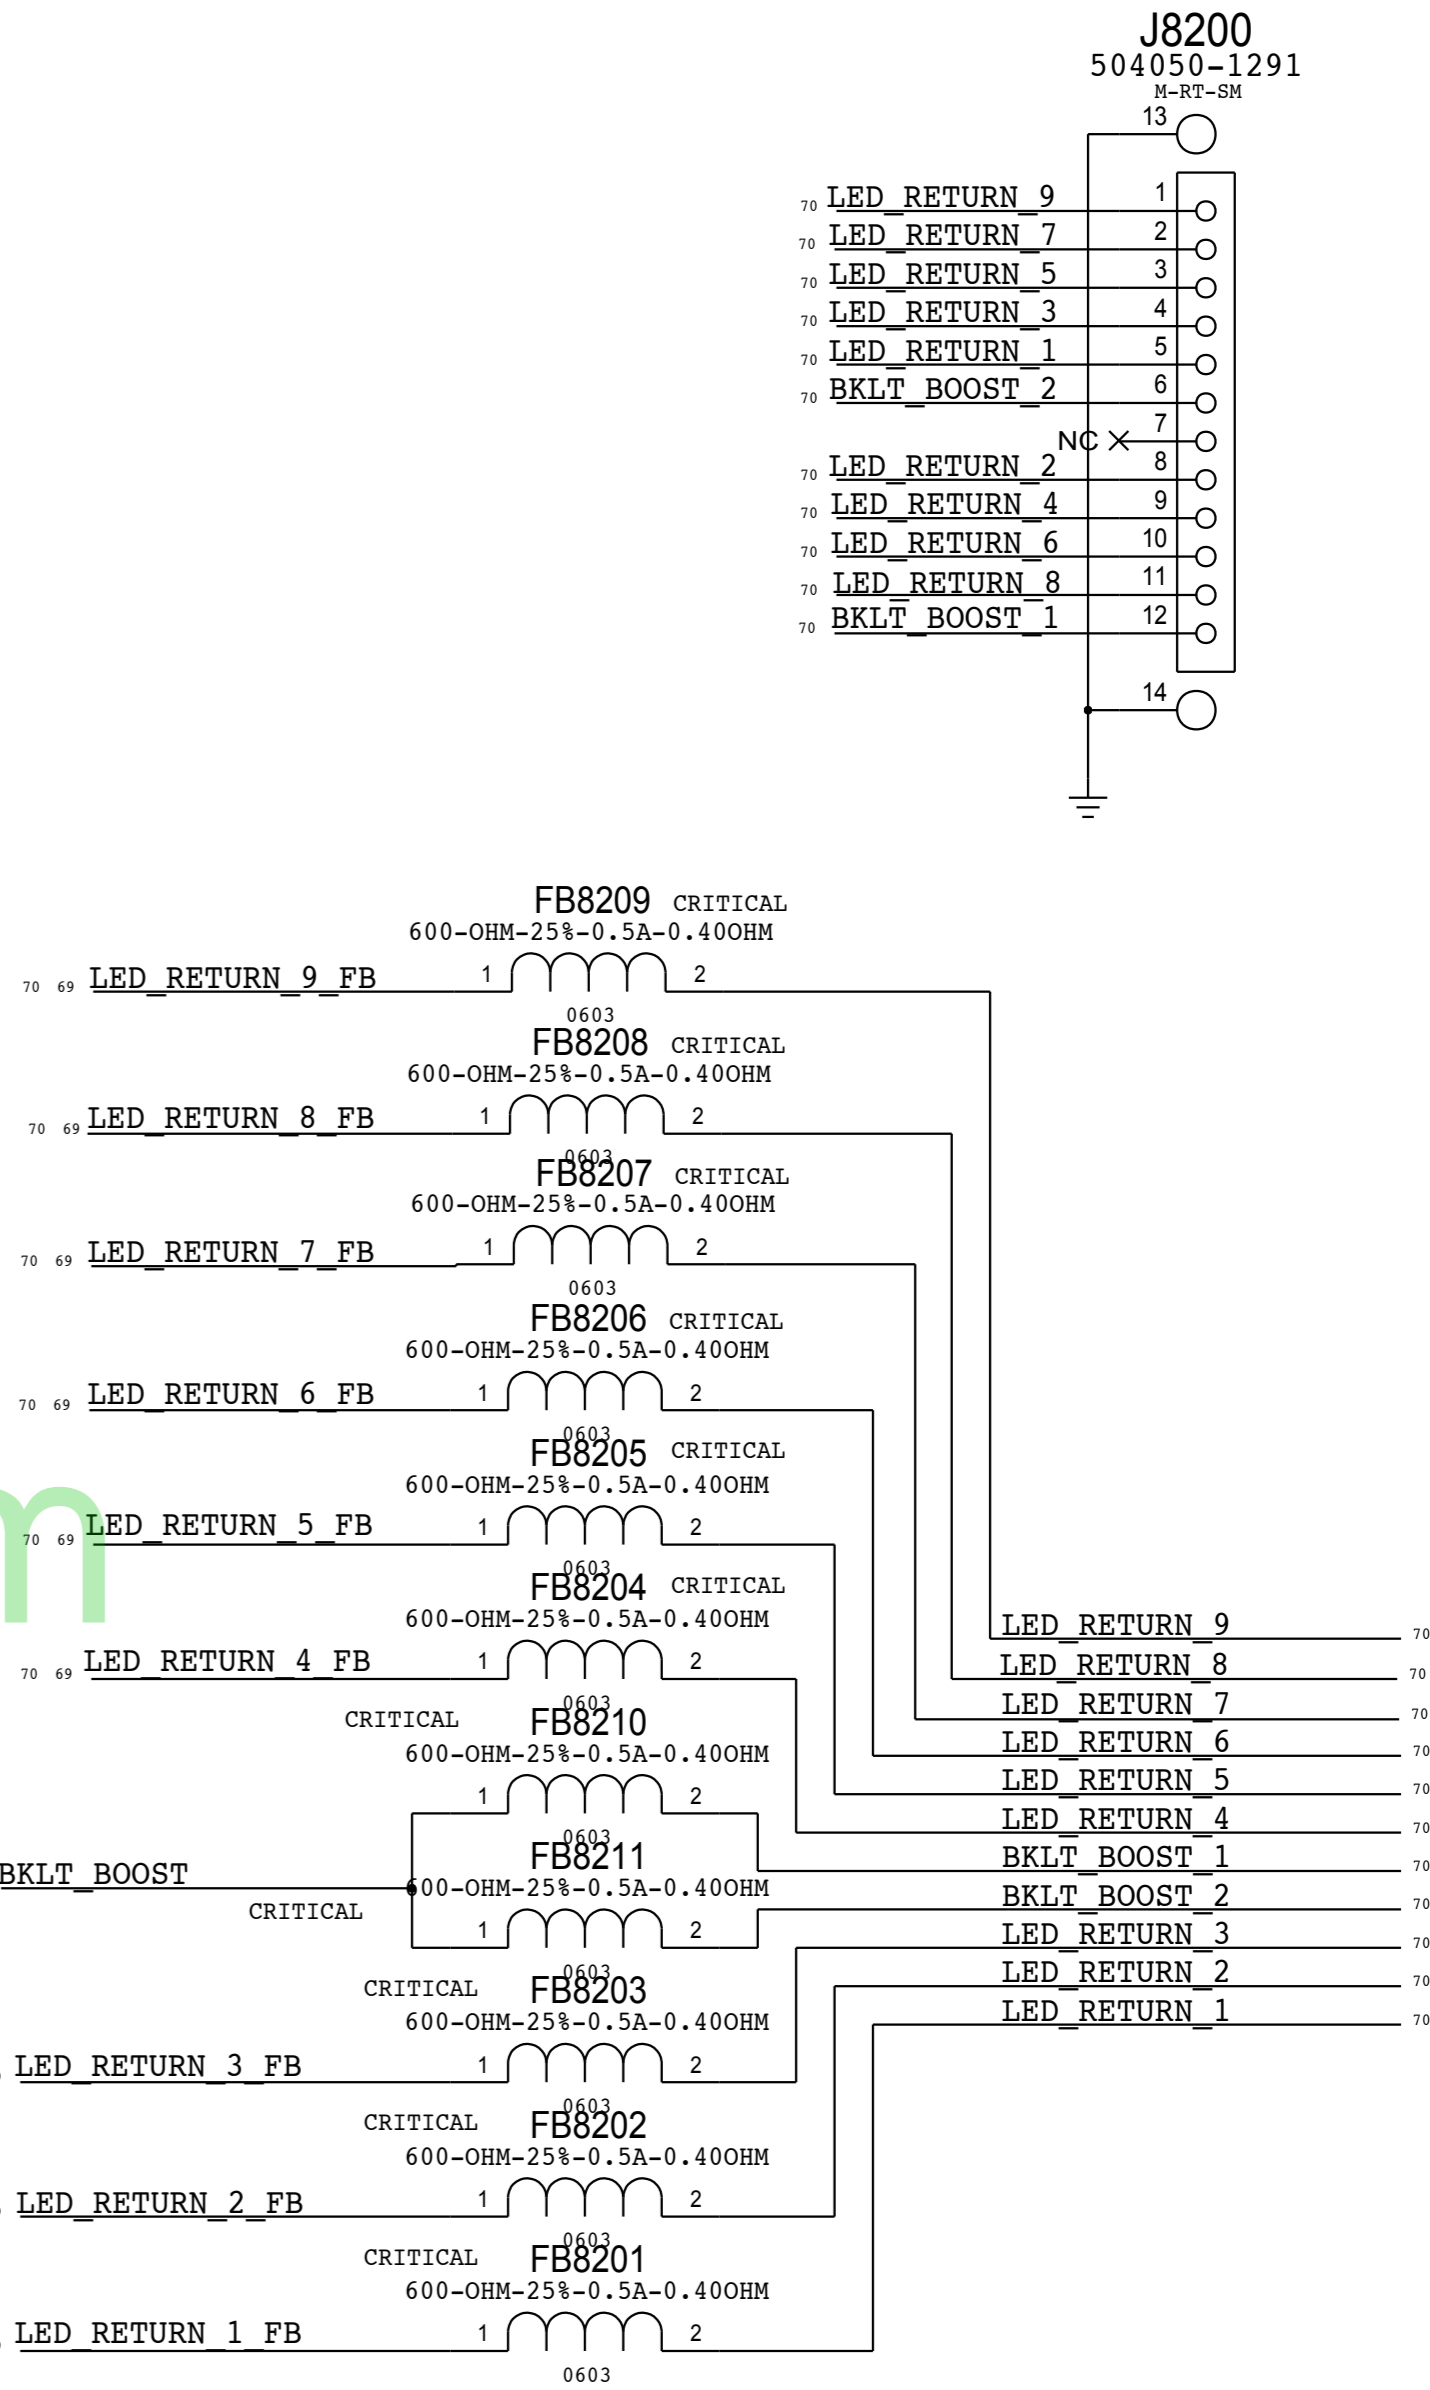 J8200
504050-1291
M-RT-SM
13
70 LED_RETURN_9 1
70 LED_RETURN_7 2
70 LED_RETURN_5 3
70 LED_RETURN_3 4
70 LED_RETURN_1 5
70 BKLT_BOOST_2 6
NC 7
70 LED_RETURN_2 8
70 LED_RETURN_4 9
70 LED_RETURN_6 10
70 LED_RETURN_8 11
70 BKLT_BOOST_1 12
14
FB8209 CRITICAL
600-OHM-25%-0.5A-0.40OHM
70 69 LED_RETURN_9_FB 1 2
0603
FB8208 CRITICAL
600-OHM-25%-0.5A-0.40OHM
70 69 LED_RETURN_8_FB 1 2
0603
FB8207 CRITICAL
600-OHM-25%-0.5A-0.40OHM
70 69 LED_RETURN_7_FB 1 2
0603
FB8206 CRITICAL
600-OHM-25%-0.5A-0.40OHM
70 69 LED_RETURN_6_FB 1 2
0603
FB8205 CRITICAL
600-OHM-25%-0.5A-0.40OHM
m
70 69 LED_RETURN_5_FB 1 2
0603
FB8204 CRITICAL
600-OHM-25%-0.5A-0.40OHM
LED_RETURN_9 70
70 69 LED_RETURN_4_FB 1 2
LED_RETURN_8 70
0603
LED_RETURN_7 70
CRITICAL FB8210
LED_RETURN_6 70
600-OHM-25%-0.5A-0.40OHM
LED_RETURN_5 70
1 2
LED_RETURN_4 70
0603
FB8211
BKLT_BOOST_1 70
BKLT_BOOST
600-OHM-25%-0.5A-0.40OHM
BKLT_BOOST_2 70
CRITICAL
1 2
LED_RETURN_3 70
0603
LED_RETURN_2 70
CRITICAL FB8203
LED_RETURN_1 70
600-OHM-25%-0.5A-0.40OHM
LED_RETURN_3_FB 1 2
0603
CRITICAL FB8202
600-OHM-25%-0.5A-0.40OHM
LED_RETURN_2_FB 1 2
0603
CRITICAL FB8201
600-OHM-25%-0.5A-0.40OHM
LED_RETURN_1_FB 1 2
0603